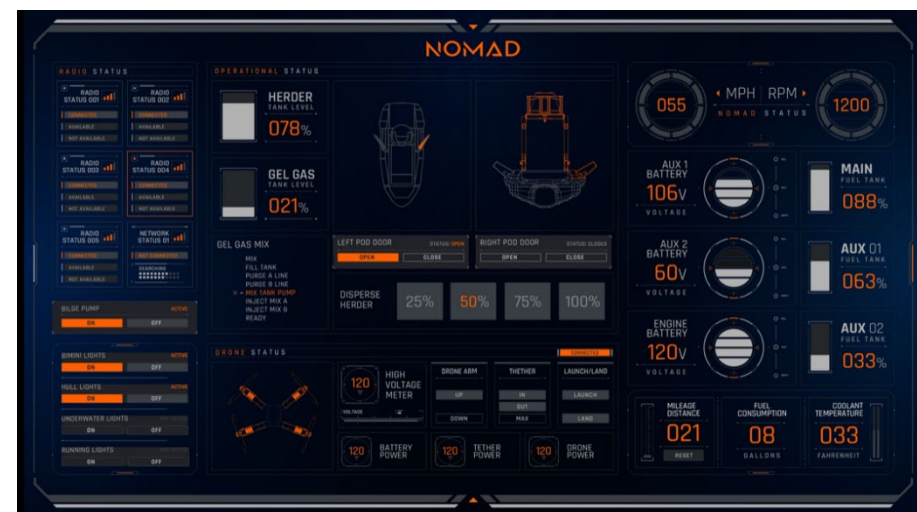 NOMAD
RADIO STATUS
RADIO
STATUS 001
CONNECTED
AVAILABLE
NOT AVAILABLE
RADIO
STATUS 002
CONNECTED
AVAILABLE
NOT AVAILABLE
RADIO
STATUS 003
CONNECTED
AVAILABLE
NOT AVAILABLE
RADIO
STATUS 004
CONNECTED
AVAILABLE
NOT AVAILABLE
RADIO
STATUS 005
CONNECTED
AVAILABLE
NOT AVAILABLE
NETWORK
STATUS 01
NOT CONNECTED
SEARCHING
BILGE PUMP ACTIVE
ON OFF
BIMINI LIGHTS ACTIVE
ON OFF
HULL LIGHTS ACTIVE
ON OFF
UNDERWATER LIGHTS
ON OFF
RUNNING LIGHTS
ON OFF
OPERATIONAL STATUS
HERDER
TANK LEVEL
078%
GEL GAS
TANK LEVEL
021%
GEL GAS MIX
MIX
FILL TANK
PURGE A LINE
PURGE B LINE
MIX TANK PUMP
INJECT MIX A
INJECT MIX B
READY
LEFT POD DOOR STATUS: OPEN
OPEN CLOSE
RIGHT POD DOOR STATUS: CLOSED
OPEN CLOSE
DISPERSE
HERDER
25% 50% 75% 100%
DRONE STATUS
CONNECTED
120
HIGH
VOLTAGE
METER
VOLTAGE
DRONE ARM
UP
DOWN
THETHER
IN
OUT
MAX
LAUNCH/LAND
LAUNCH
LAND
120 BATTERY
POWER
120 TETHER
POWER
120 DRONE
POWER
055
MPH RPM
NOMAD STATUS
1200
AUX 1
BATTERY
106V
VOLTAGE
MAIN
FUEL TANK
088%
AUX 2
BATTERY
60V
VOLTAGE
AUX 01
FUEL TANK
063%
ENGINE
BATTERY
120V
VOLTAGE
AUX 02
FUEL TANK
033%
MILEAGE
DISTANCE
021
RESET
FUEL
CONSUMPTION
08
GALLONS
COOLANT
TEMPERATURE
033
FAHRENHEIT